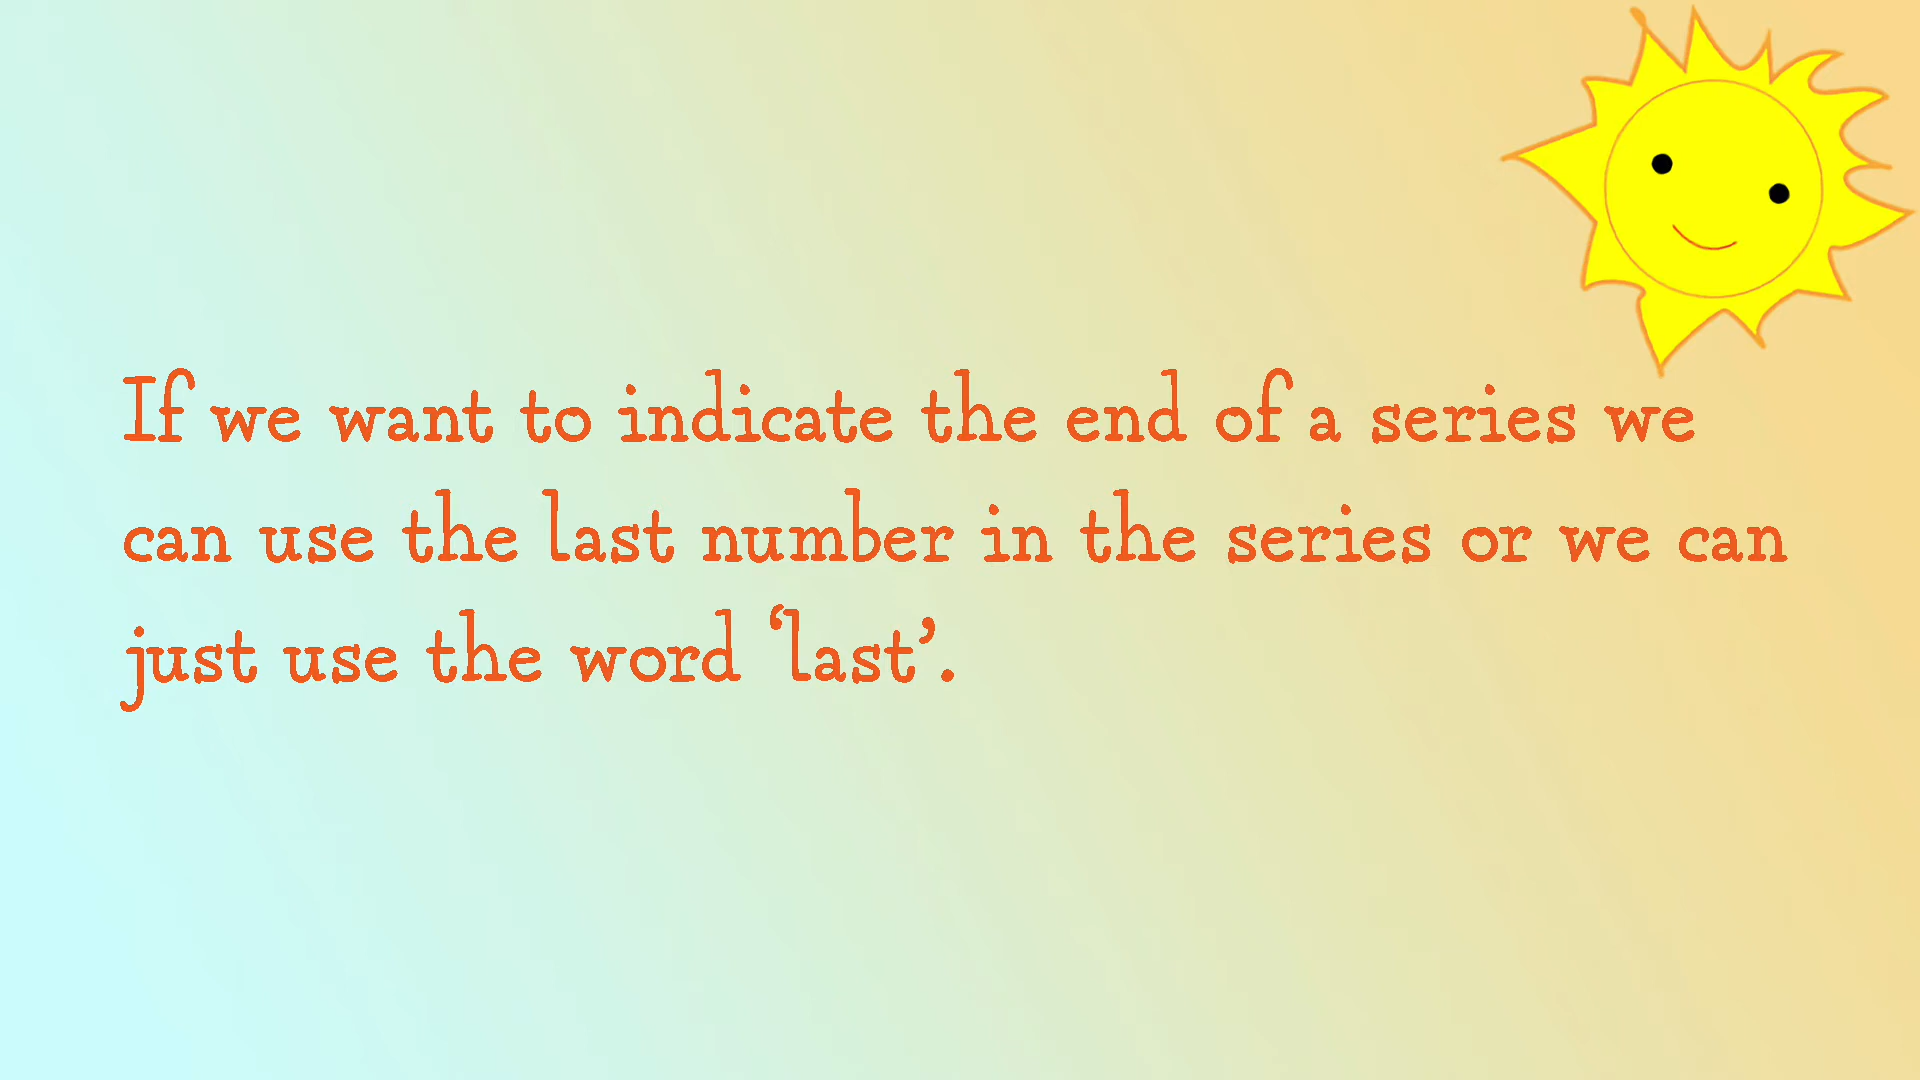 If we want to indicate the end of a series we
can use the last number in the series or we can
just use the word ‘last’.